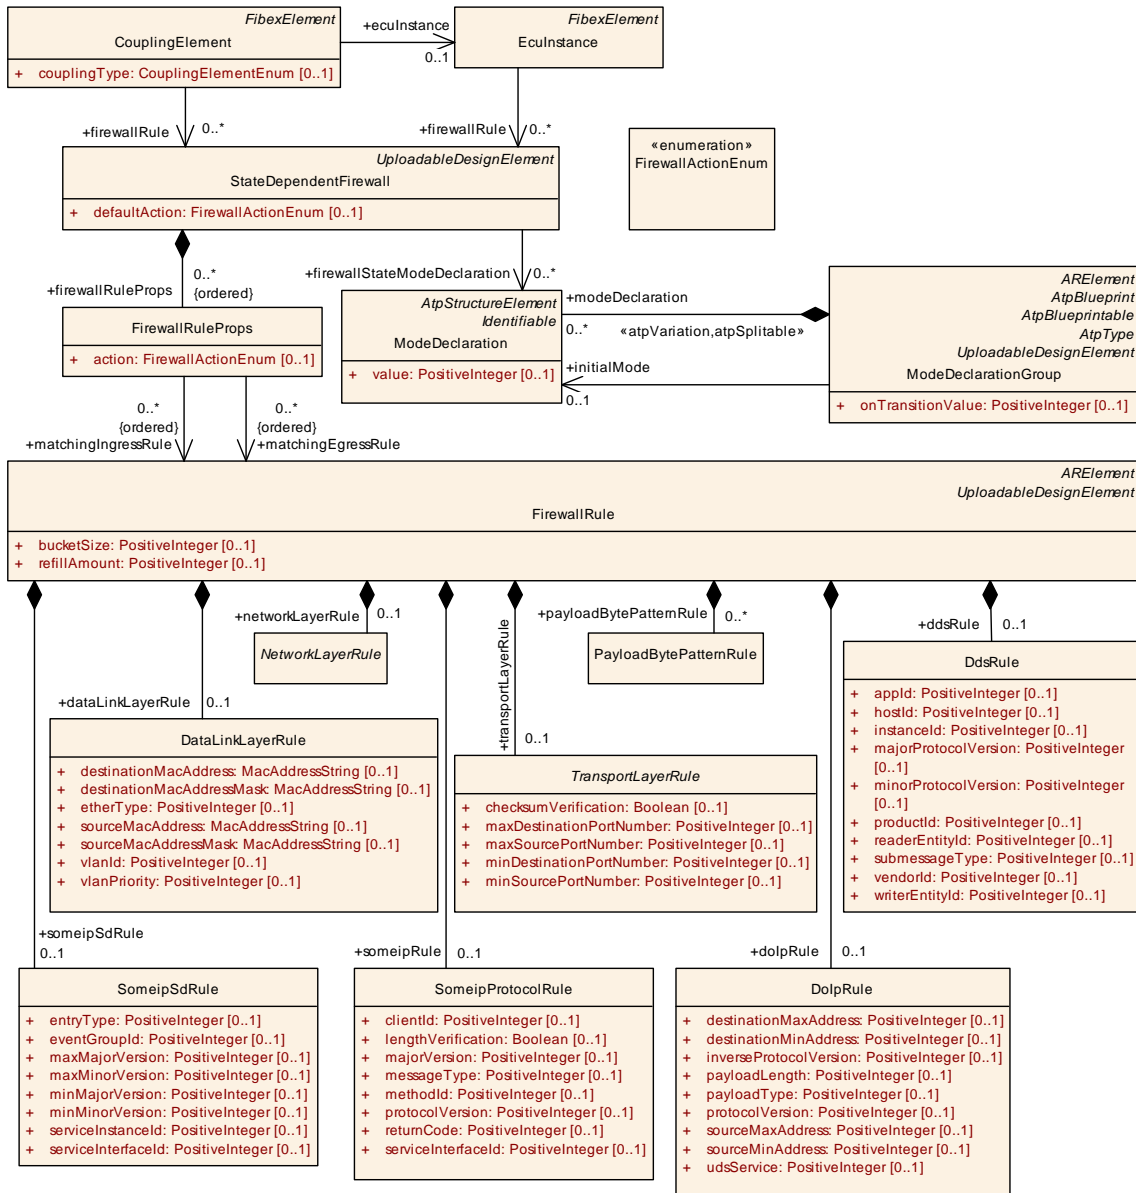 FibexElement
CouplingElement
+ couplingType: CouplingElementEnum [0..1]
+ecuInstance
0..1
FibexElement
EcuInstance
+firewallRule
0..*
+firewallRule
0..*
«enumeration»
FirewallActionEnum
UploadableDesignElement
StateDependentFirewall
+ defaultAction: FirewallActionEnum [0..1]
+firewallRuleProps
0..*
{ordered}
+firewallStateModeDeclaration
0..*
FirewallRuleProps
+ action: FirewallActionEnum [0..1]
AtpStructureElement
Identifiable
ModeDeclaration
+ value: PositiveInteger [0..1]
+modeDeclaration
0..*
«atpVariation,atpSplitable»
+initialMode
0..1
ARElement
AtpBlueprint
AtpBlueprintable
AtpType
UploadableDesignElement
ModeDeclarationGroup
+ onTransitionValue: PositiveInteger [0..1]
0..*
{ordered}
+matchingIngressRule
0..*
{ordered}
+matchingEgressRule
ARElement
UploadableDesignElement
FirewallRule
+ bucketSize: PositiveInteger [0..1]
+ refillAmount: PositiveInteger [0..1]
+networkLayerRule
0..1
NetworkLayerRule
+transportLayerRule
0..1
+payloadBytePatternRule
0..*
PayloadBytePatternRule
+ddsRule
0..1
DdsRule
+ appId: PositiveInteger [0..1]
+ hostId: PositiveInteger [0..1]
+ instanceId: PositiveInteger [0..1]
+ majorProtocolVersion: PositiveInteger
[0..1]
+ minorProtocolVersion: PositiveInteger
[0..1]
+ productId: PositiveInteger [0..1]
+ readerEntityId: PositiveInteger [0..1]
+ submessageType: PositiveInteger [0..1]
+ vendorId: PositiveInteger [0..1]
+ writerEntityId: PositiveInteger [0..1]
+dataLinkLayerRule
0..1
DataLinkLayerRule
+ destinationMacAddress: MacAddressString [0..1]
+ destinationMacAddressMask: MacAddressString [0..1]
+ etherType: PositiveInteger [0..1]
+ sourceMacAddress: MacAddressString [0..1]
+ sourceMacAddressMask: MacAddressString [0..1]
+ vlanId: PositiveInteger [0..1]
+ vlanPriority: PositiveInteger [0..1]
TransportLayerRule
+ checksumVerification: Boolean [0..1]
+ maxDestinationPortNumber: PositiveInteger [0..1]
+ maxSourcePortNumber: PositiveInteger [0..1]
+ minDestinationPortNumber: PositiveInteger [0..1]
+ minSourcePortNumber: PositiveInteger [0..1]
+someipSdRule
0..1
+someipRule
0..1
+doIpRule
0..1
SomeipSdRule
+ entryType: PositiveInteger [0..1]
+ eventGroupId: PositiveInteger [0..1]
+ maxMajorVersion: PositiveInteger [0..1]
+ maxMinorVersion: PositiveInteger [0..1]
+ minMajorVersion: PositiveInteger [0..1]
+ minMinorVersion: PositiveInteger [0..1]
+ serviceInstanceId: PositiveInteger [0..1]
+ serviceInterfaceId: PositiveInteger [0..1]
SomeipProtocolRule
+ clientId: PositiveInteger [0..1]
+ lengthVerification: Boolean [0..1]
+ majorVersion: PositiveInteger [0..1]
+ messageType: PositiveInteger [0..1]
+ methodId: PositiveInteger [0..1]
+ protocolVersion: PositiveInteger [0..1]
+ returnCode: PositiveInteger [0..1]
+ serviceInterfaceId: PositiveInteger [0..1]
DoIpRule
+ destinationMaxAddress: PositiveInteger [0..1]
+ destinationMinAddress: PositiveInteger [0..1]
+ inverseProtocolVersion: PositiveInteger [0..1]
+ payloadLength: PositiveInteger [0..1]
+ payloadType: PositiveInteger [0..1]
+ protocolVersion: PositiveInteger [0..1]
+ sourceMaxAddress: PositiveInteger [0..1]
+ sourceMinAddress: PositiveInteger [0..1]
+ udsService: PositiveInteger [0..1]